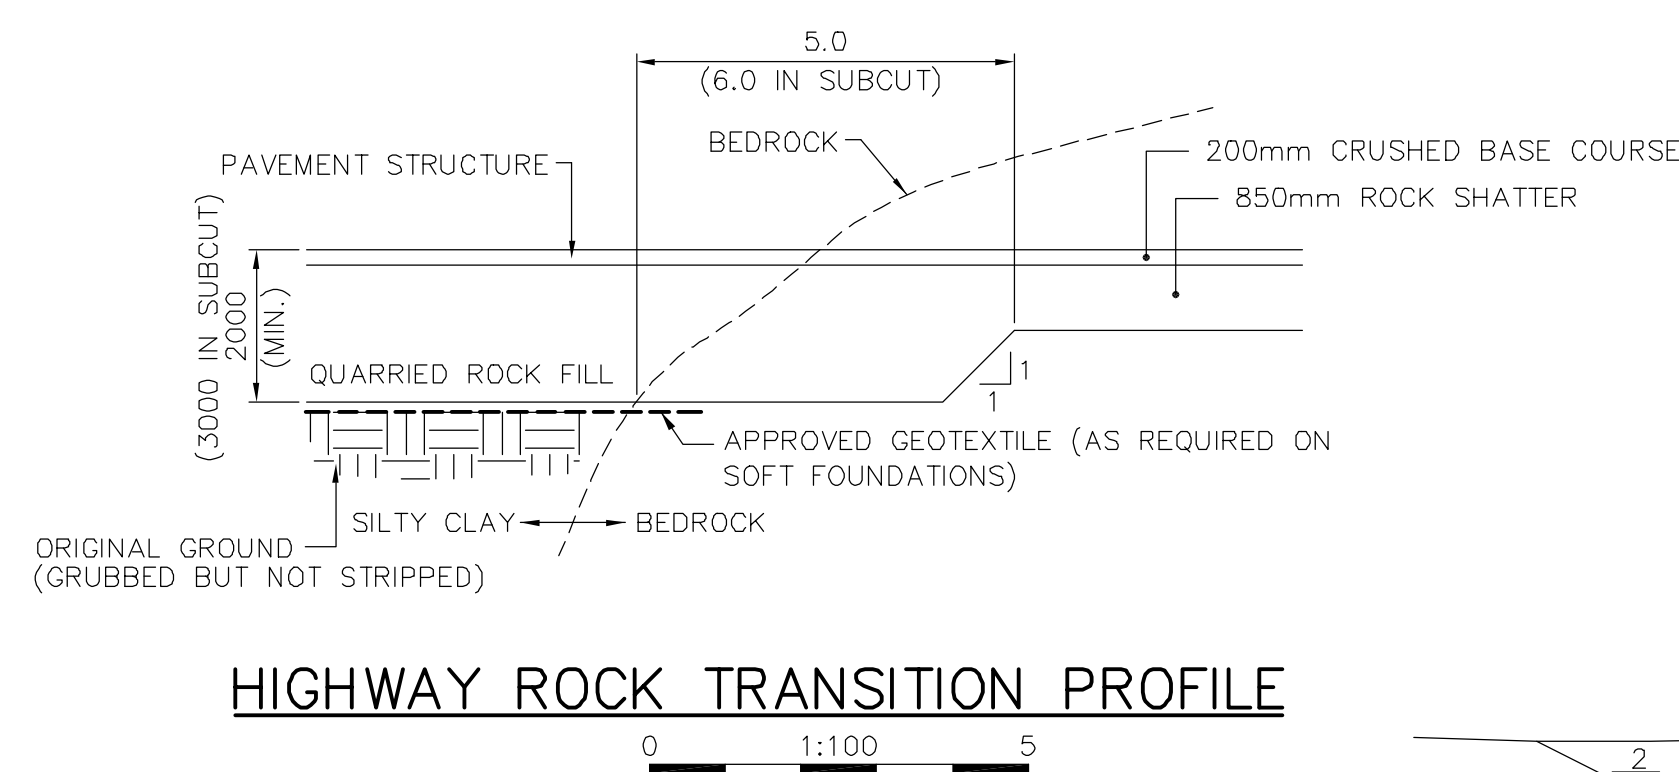 5.0
(6.0 IN SUBCUT)
BEDROCK
PAVEMENT STRUCTURE
200mm CRUSHED BASE COURSE
850mm ROCK SHATTER
(3000 IN SUBCUT)
2000
(MIN.)
QUARRIED ROCK FILL
1
1
APPROVED GEOTEXTILE (AS REQUIRED ON
SOFT FOUNDATIONS)
SILTY CLAY
BEDROCK
ORIGINAL GROUND
(GRUBBED BUT NOT STRIPPED)
HIGHWAY ROCK TRANSITION PROFILE
0 1:100 5
2